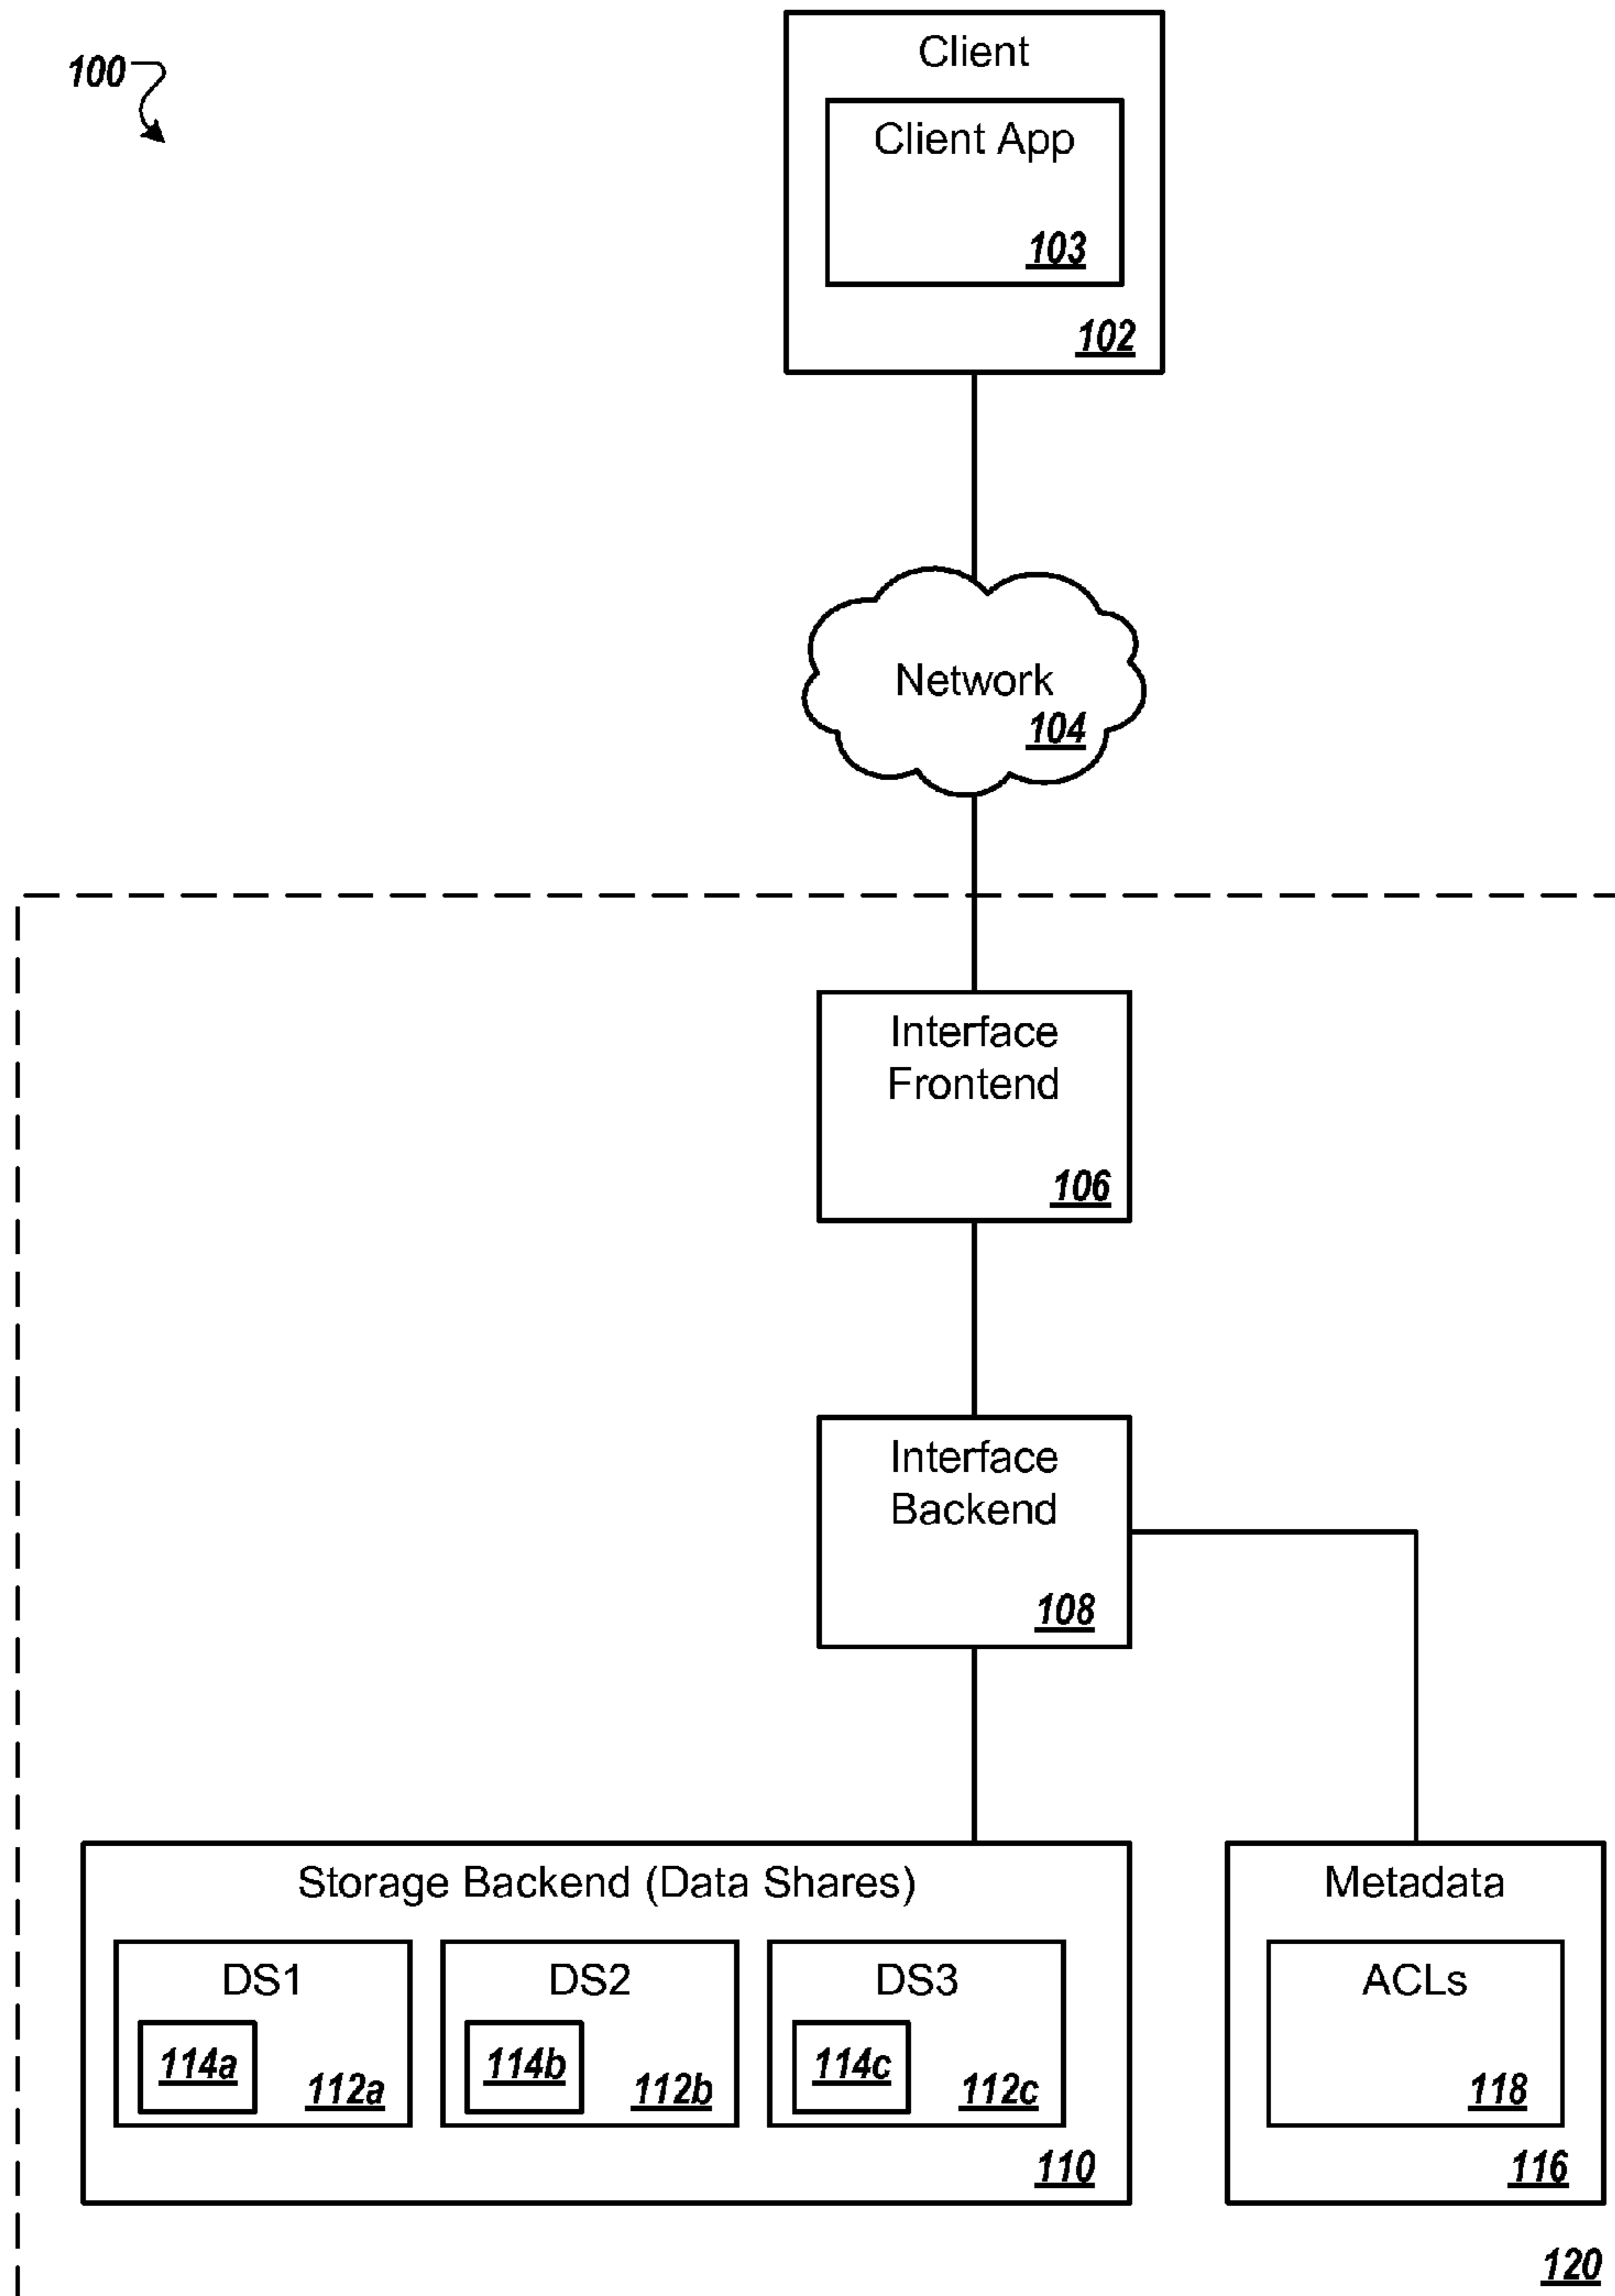 100
Client
Client App
103
102
Network
104
Interface
Frontend
106
Interface
Backend
108
Storage Backend (Data Shares)
DS1
114a
112a
DS2
114b
112b
DS3
114c
112c
110
Metadata
ACLs
118
116
120